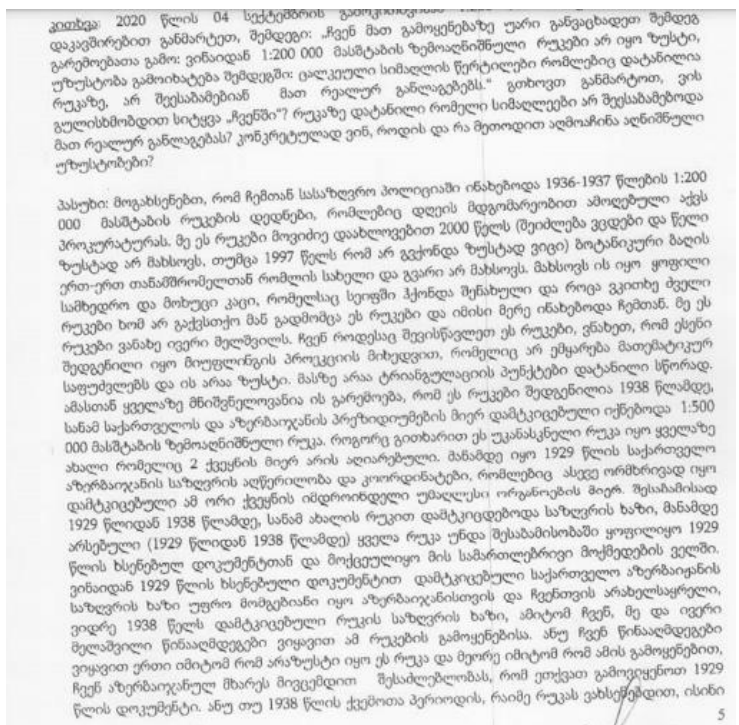 კითხვა: 2020 წლის 04 სექტემბრის გამოკითხვისას
დაკავშირებით განმარტეთ, შემდეგი: „ჩვენ მათ გამოყენებაზე უარი განვაცხადეთ შემდეგ
გარემოებათა გამო: ვინაიდან 1:200 000 მასშტაბის ზემოაღნიშნული რუკები არ იყო ზუსტი,
უზუსტობა გამოიხატება შემდეგში: ცალკეული სიმაღლის წერტილები რომლებიც დატანილია
რუკაზე, არ შეესაბამებიან მათ რეალურ განლაგებებს.“ გთხოვთ განმარტოთ, ვის
გულისხმობდით სიტყვა „ჩვენში“? რუკაზე დატანილი რომელი სიმაღლეები არ შეესაბამებოდა
მათ რეალურ განლაგებას? კონკრეტულად ვინ, როდის და რა მეთოდით აღმოაჩინა აღნიშნული
უზუსტობები?
პასუხი: მოგახსენებთ, რომ ჩემთან სასაზღვრო პოლიციაში ინახებოდა 1936-1937 წლების 1:200
000 მასშტაბის რუკების დედნები, რომლებიც დღეის მდგომარეობით ამოღებული აქვს
პროკურატურას. მე ეს რუკები მოვიძიე დაახლოვებით 2000 წელს (შეიძლება ვცდები და წელი
ზუსტად არ მახსოვს, თუმცა 1997 წელს რომ არ გვქონდა ზუსტად ვიცი) ბოტანიკური ბაღის
ერთ-ერთ თანამშრომელთან რომლის სახელი და გვარი არ მახსოვს. მახსოვს ის იყო ყოფილი
სამხედრო და მოხუცი კაცი, რომელსაც სეიფში ჰქონდა შენახული და როცა ვკითხე ძველი
რუკები ხომ არ გაქვსთქო მან გადმომცა ეს რუკები და იმისი მერე ინახებოდა ჩემთან. მე ეს
რუკები ვანახე ივერი მელშვილს. ჩვენ როდესაც შევისწავლეთ ეს რუკები, ვნახეთ, რომ ესენი
შედგენილი იყო მიუფლინგის პროექციის მიხედვით, რომელიც არ ემყარება მათემატიკურ
საფუძვლებს და ის არაა ზუსტი. მასზე არაა ტრიანგულაციის პუნქტები დატანილი სწორად.
ამასთან ყველაზე მნიშვნელოვანია ის გარემოება, რომ ეს რუკები შედგენილია 1938 წლამდე,
სანამ საქართველოს და აზერბაიჯანის პრეზიდიუმების მიერ დამტკიცებული იქნებოდა 1:500
000 მასშტაბის ზემოაღნიშნული რუკა. როგორც გითხარით ეს უკანასკნელი რუკა იყო ყველაზე
ახალი რომელიც 2 ქვეყნის მიერ არის აღიარებული. მანამდე იყო 1929 წლის საქართველო
აზერბაიჯანის საზღვრის აღწერილობა და კოორდინატები, რომლებიც ასევე ორმხრივად იყო
დამტკიცებული ამ ორი ქვეყნის იმდროინდელი უმაღლესი ორგანოების მიერ. შესაბამისად
1929 წლიდან 1938 წლამდე, სანამ ახალის რუკით დამტკიცდებოდა საზღვრის ხაზი, მანამდე
არსებული (1929 წლიდან 1938 წლამდე) ყველა რუკა უნდა შესაბამისობაში ყოფილიყო 1929
წლის ხსენებულ დოკუმენტთან და მოქცეულიყო მის სამართლებრივი მოქმედების ველში.
ვინაიდან 1929 წლის ხსენებული დოკუმენტით დამტკიცებული საქართველო აზერბაიჟანის
საზღვრის ხაზი უფრო მომგებიანი იყო აზერბაიჯანისთვის და ჩვენთვის არახელსაყრელი,
ვიდრე 1938 წელს დამტკიცებული რუკის საზღვრის ხაზი, ამიტომ ჩვენ, მე და ივერი
მელაშვილი წინააღმდეგები ვიყავით ამ რუკების გამოყენებისა. ანუ ჩვენ წინააღმდეგები
ვიყავით ერთი იმიტომ რომ არაზუსტი იყო ეს რუკა და მეორე იმიტომ რომ ამის გამოყენებით,
ჩვენ აზერბაიჯანულ მხარეს მივცემდით შესაძლებლობას, რომ ეთქვათ გამოვიყენოთ 1929
წლის დოკუმენტი. ანუ თუ 1938 წლის ქვემოთა პერიოდის, რაიმე რუკას ვახსენებდით, ისინი
5